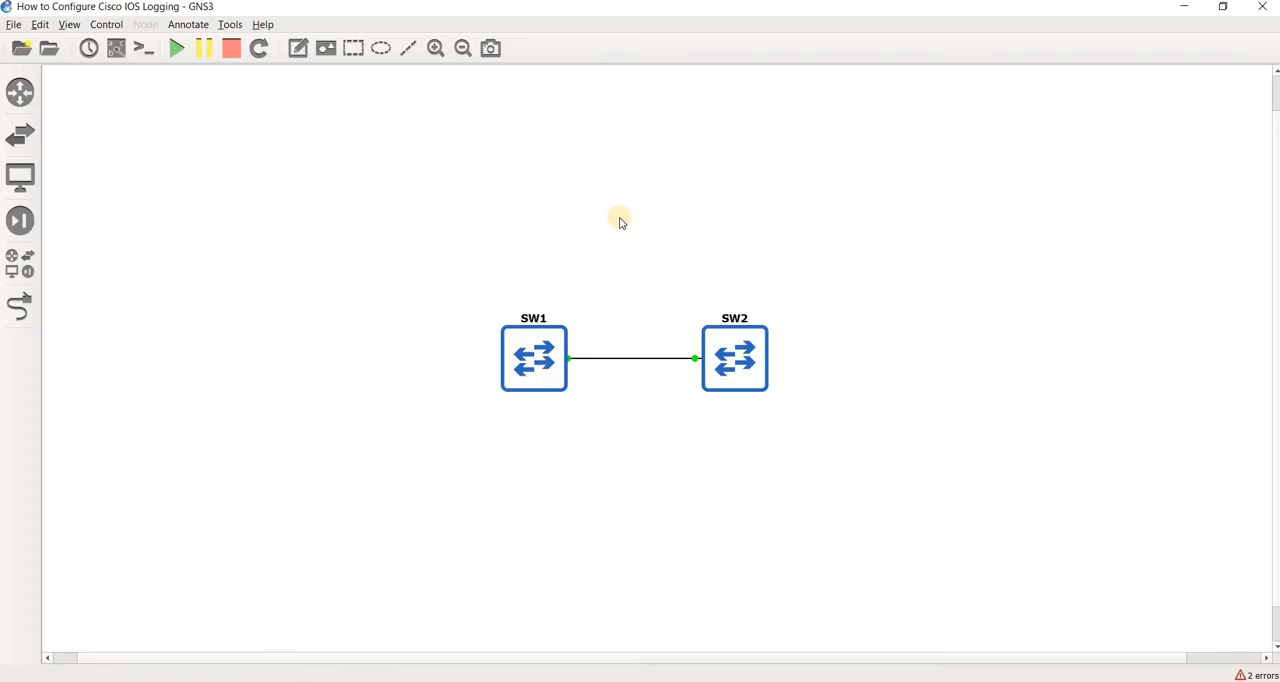 How to Configure Cisco IOS Logging - GNS3
File Edit View Control Node Annotate Tools Help
SW1 SW2
2 errors